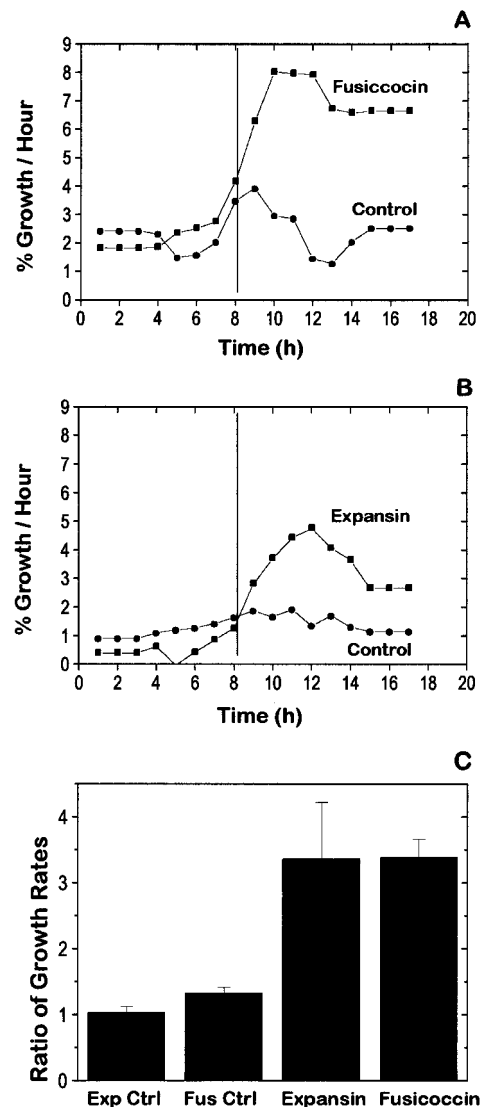 A
% Growth / Hour
9
8
7
6
5
4
3
2
1
0
Fusiccocin
Control
0 2 4 6 8 10 12 14 16 18 20
Time (h)
B
% Growth / Hour
9
8
7
6
5
4
3
2
1
0
Expansin
Control
0 2 4 6 8 10 12 14 16 18 20
Time (h)
C
Ratio of Growth Rates
4
3
2
1
0
Exp Ctrl Fus Ctrl Expansin Fusicoccin